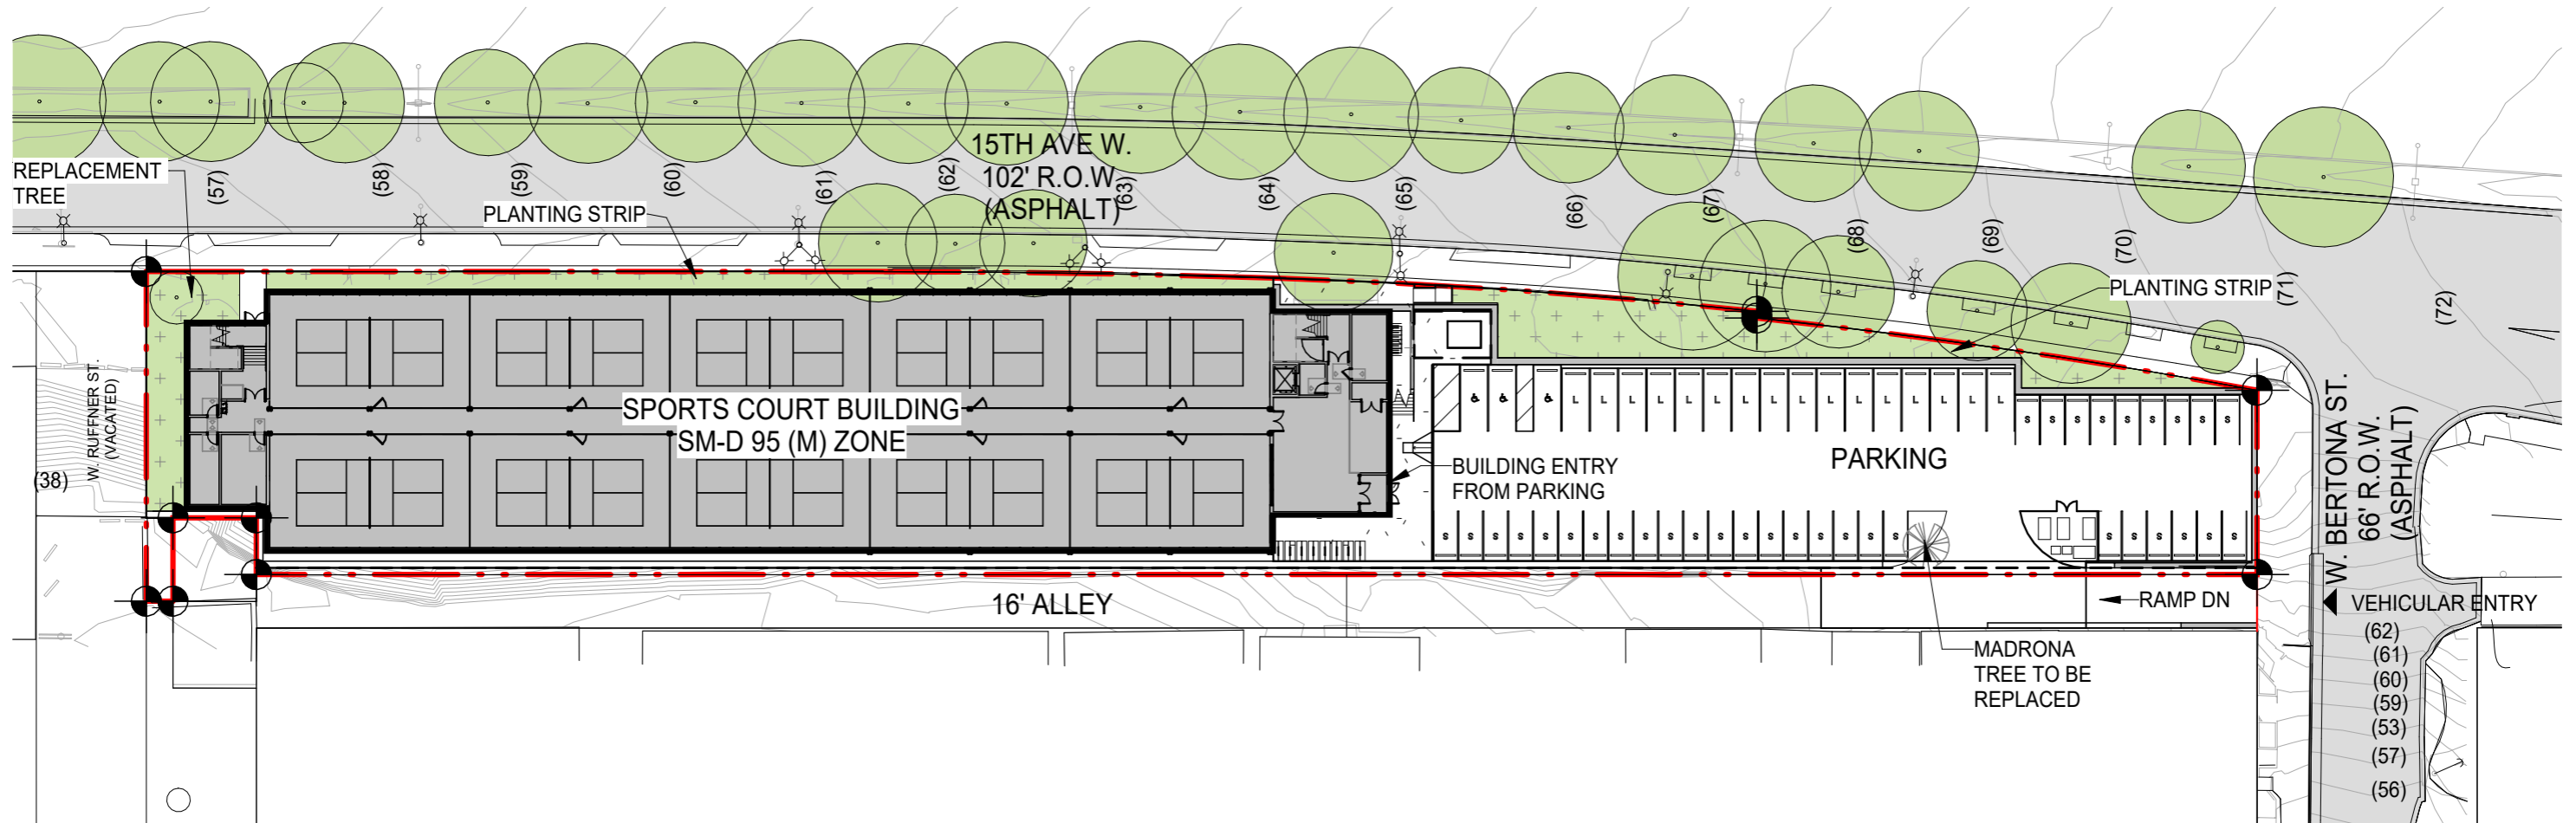 15TH AVE W.
102' R.O.W.
(ASPHALT)
REPLACEMENT
TREE
(57)
(58)
(59)
(60)
(61)
(62)
(63)
(64)
(65)
(66)
(67)
(68)
(69)
(70)
(71)
(72)
PLANTING STRIP
PLANTING STRIP
W. RUFFNER ST.
(VACATED)
(38)
SPORTS COURT BUILDING
SM-D 95 (M) ZONE
L L L L L L L L L L L L L L L L
S S S S S S S S S
PARKING
BUILDING ENTRY
FROM PARKING
S S S S S S S S S S S S S S S S S S
S S S S S S
16' ALLEY
RAMP DN
MADRONA
TREE TO BE
REPLACED
W. BERTONA ST.
66' R.O.W.
(ASPHALT)
VEHICULAR ENTRY
(62)
(61)
(60)
(59)
(53)
(57)
(56)